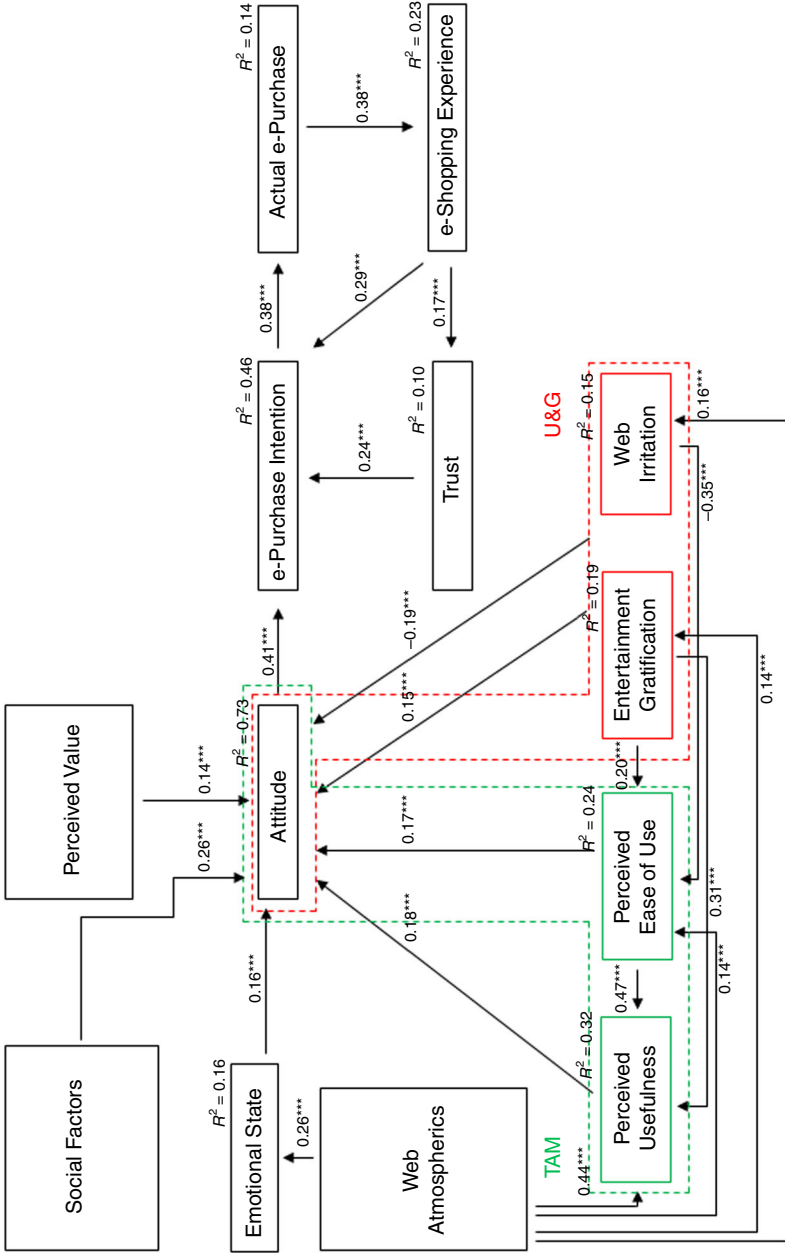 Social Factors
Perceived Value
0.26***
0.14***
R² = 0.16
Emotional State
0.16***
R² = 0.73
Attitude
0.41***
R² = 0.46
e-Purchase Intention
0.38***
R² = 0.14
Actual e-Purchase
0.26***
Web
Atmospherics
0.18***
0.17***
0.15***
–0.19***
0.24***
0.29***
0.38***
R² = 0.10
Trust
0.17***
R² = 0.23
e-Shopping Experience
TAM
U&G
0.44***
R² = 0.32
Perceived
Usefulness
0.47***
R² = 0.24
Perceived
Ease of Use
0.20***
R² = 0.19
Entertainment
Gratification
R² = 0.15
Web
Irritation
0.16***
–0.35***
0.31***
0.14***
0.14***